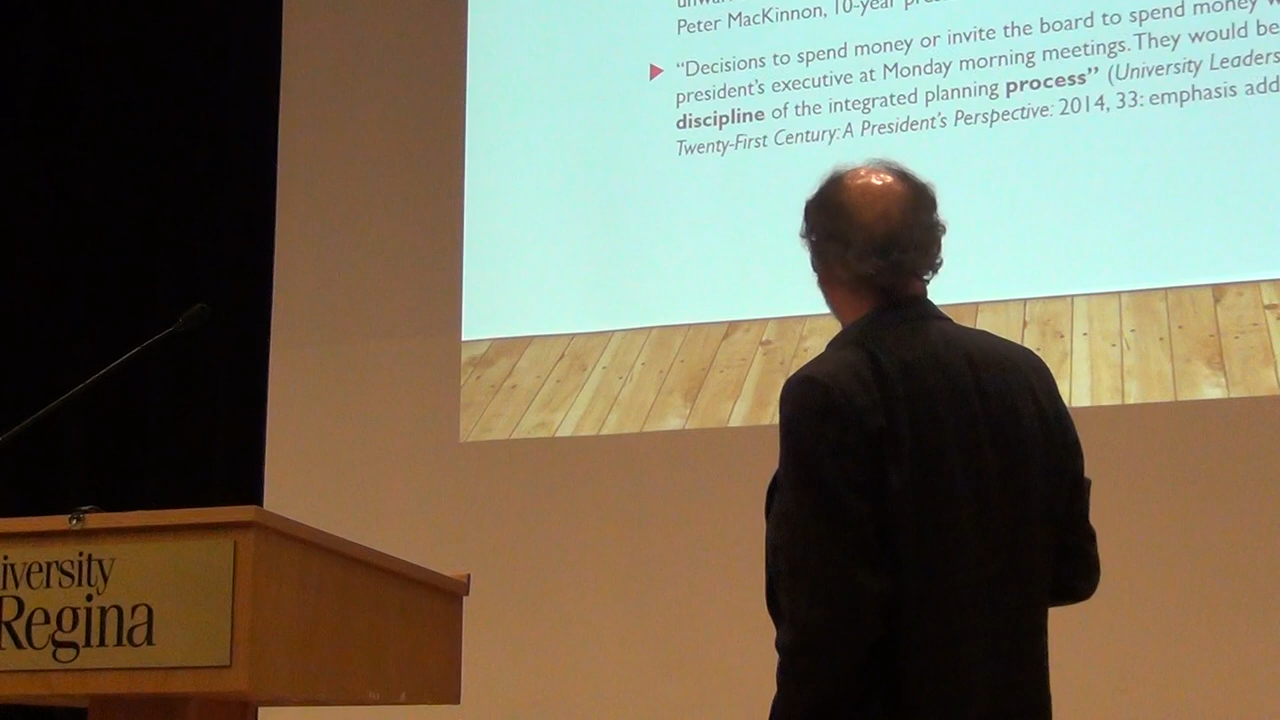 Peter MacKinnon, 10-year
“Decisions to spend money or invite the board to spend money
president’s executive at Monday morning meetings. They would be
discipline of the integrated planning process” (University Leaders
Twenty-First Century: A President’s Perspective: 2014, 33: emphasis add
iversity
Regina